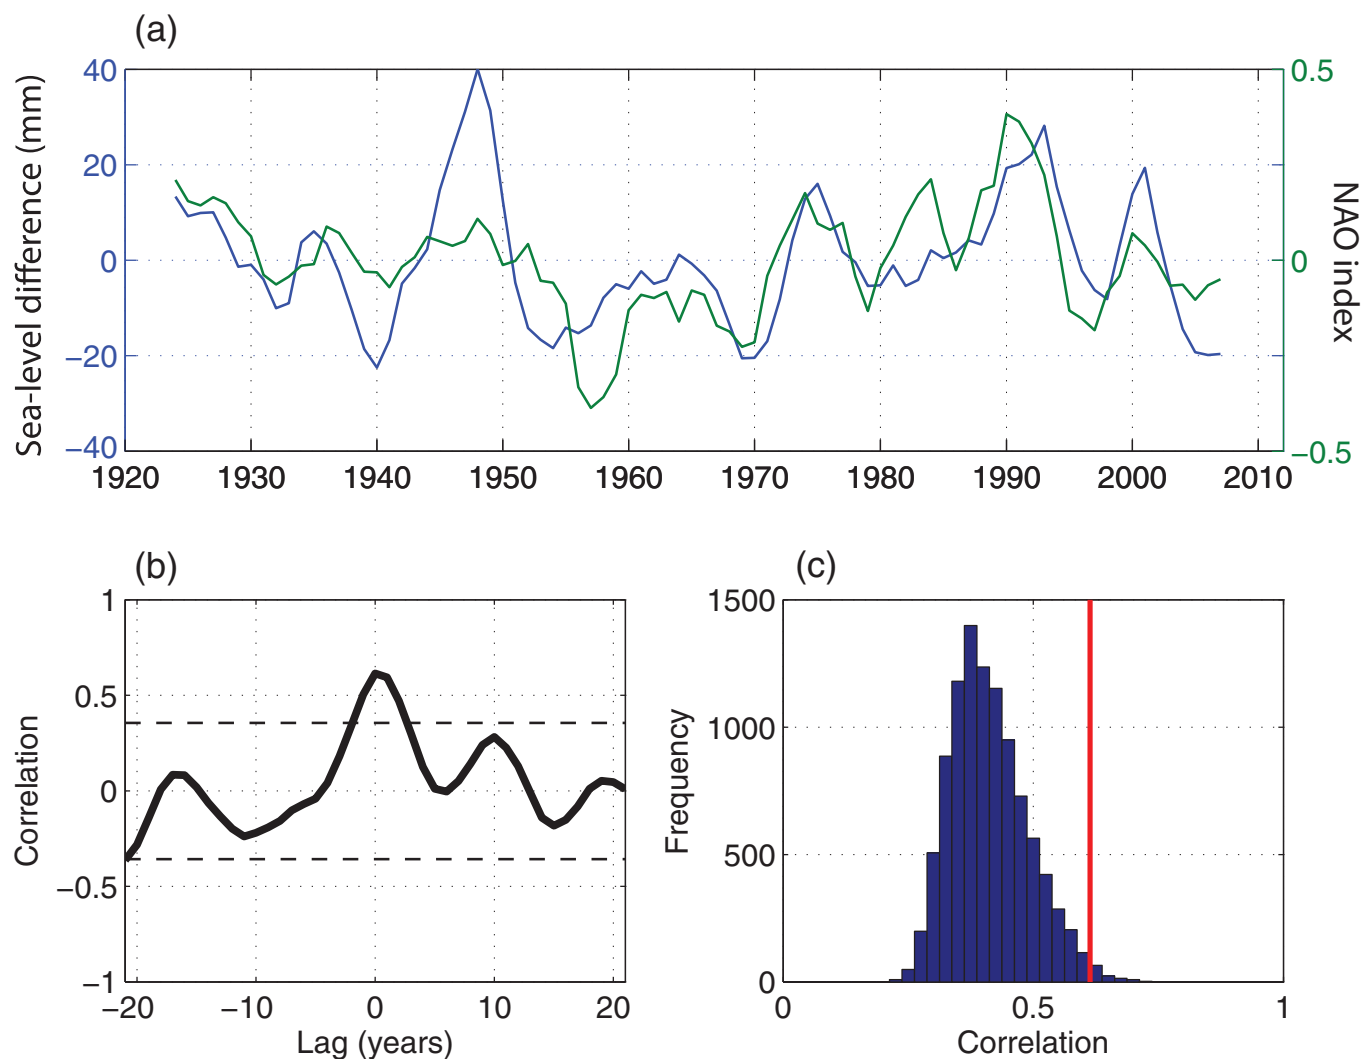 (a)
Sea-level difference (mm)
40
20
0
−20
−40
0.5
0
−0.5
NAO index
1920 1930 1940 1950 1960 1970 1980 1990 2000 2010
(b)
Correlation
1
0.5
0
−0.5
−1
−20 −10 0 10 20
Lag (years)
(c)
Frequency
1500
1000
500
0
0 0.5 1
Correlation